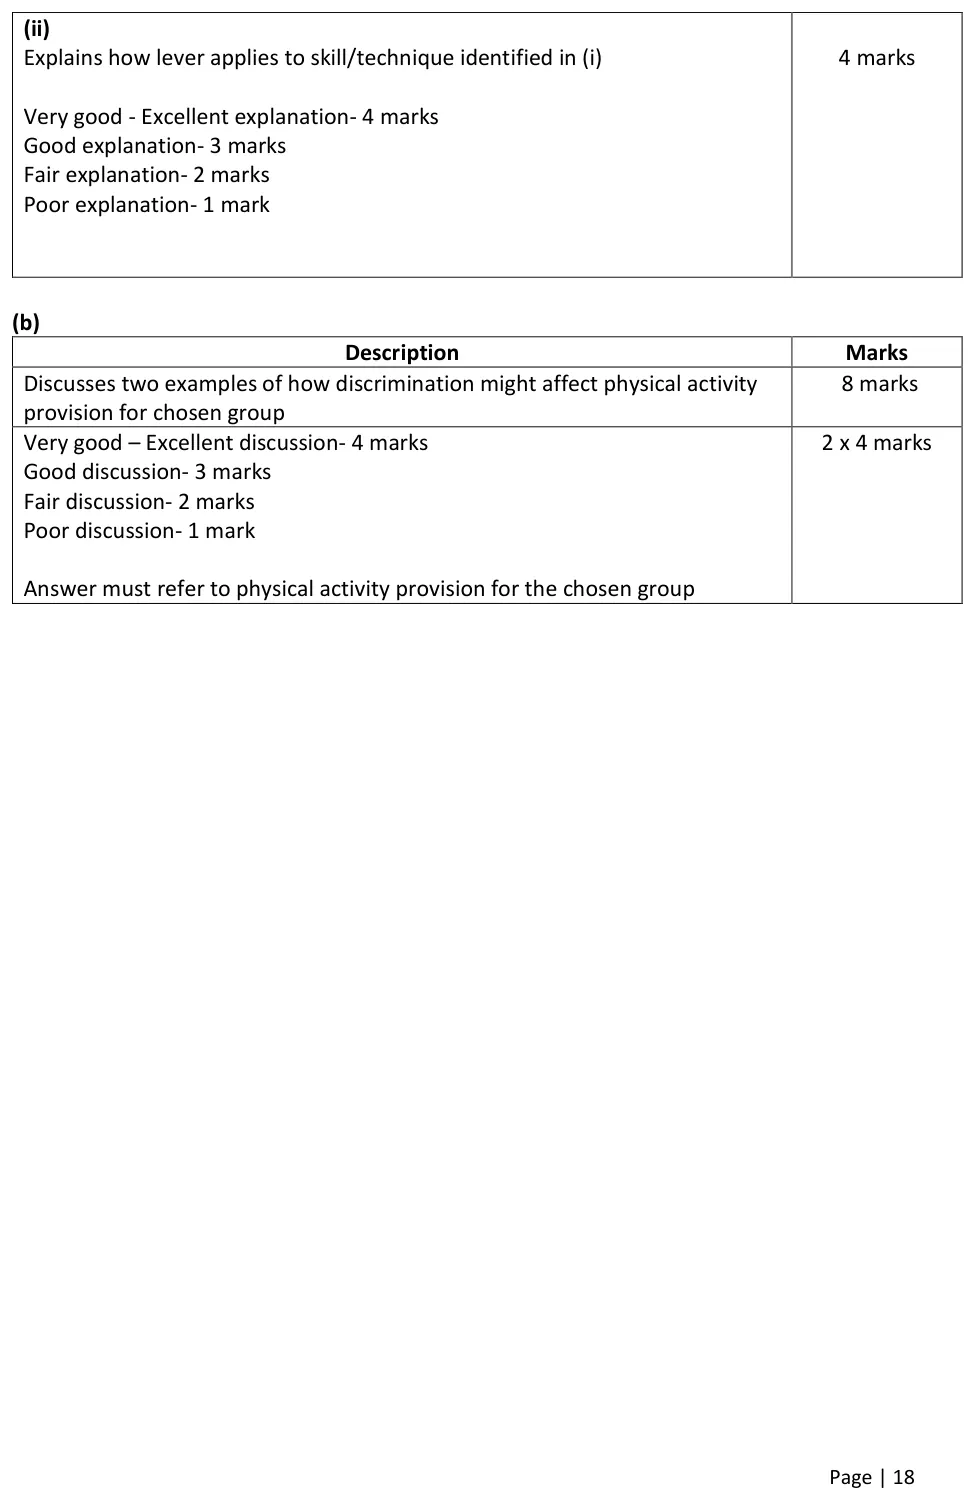 (ii)
Explains how lever applies to skill/technique identified in (i)
4 marks
Very good - Excellent explanation- 4 marks
Good explanation- 3 marks
Fair explanation- 2 marks
Poor explanation- 1 mark
(b)
Description
Marks
Discusses two examples of how discrimination might affect physical activity
provision for chosen group
8 marks
Very good – Excellent discussion- 4 marks
Good discussion- 3 marks
Fair discussion- 2 marks
Poor discussion- 1 mark
Answer must refer to physical activity provision for the chosen group
2 x 4 marks
Page | 18